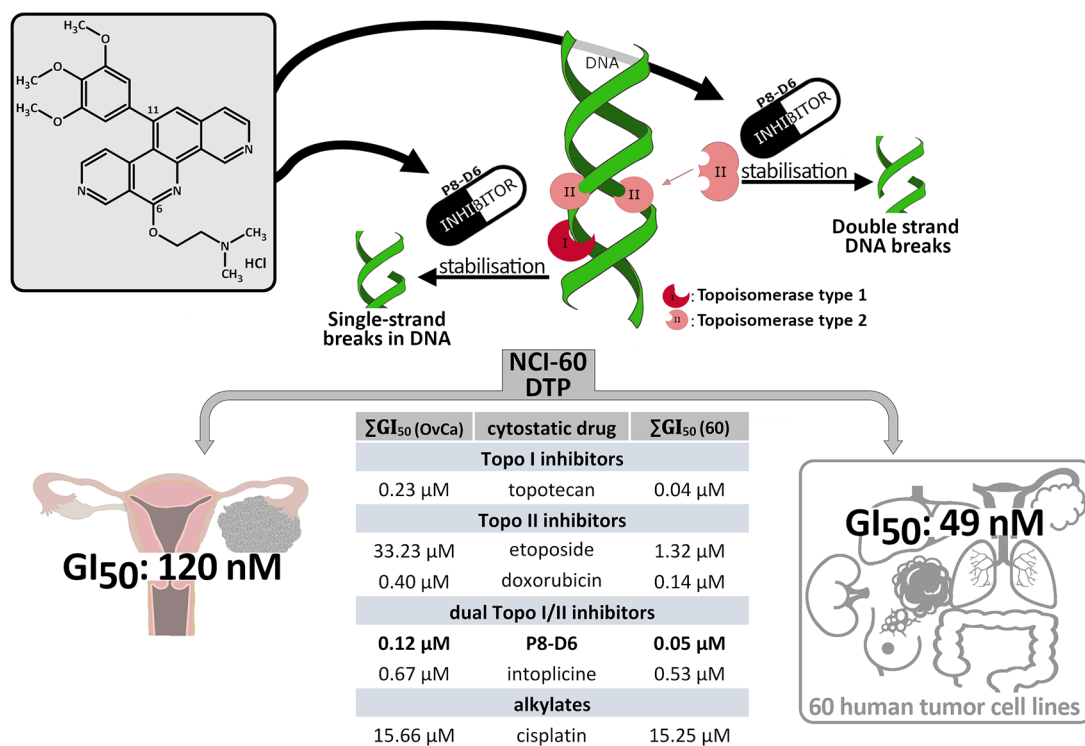 H₃C
O
CH₃
H₃C
O
H₃C
O
11
N
N
N
6
O
N
CH₃
CH₃
HCl
DNA
P8-D6
INHIBITOR
P8-D6
INHIBITOR
II
stabilisation
II
II
I
Double strand
DNA breaks
stabilisation
Single-strand
breaks in DNA
I : Topoisomerase type 1
II : Topoisomerase type 2
NCI-60
DTP
∑GI₅₀ (OvCa) cytostatic drug ∑GI₅₀ (60)
Topo I inhibitors
0.23 µM topotecan 0.04 µM
Topo II inhibitors
33.23 µM etoposide 1.32 µM
0.40 µM doxorubicin 0.14 µM
dual Topo I/II inhibitors
0.12 µM P8-D6 0.05 µM
0.67 µM intoplicine 0.53 µM
alkylates
15.66 µM cisplatin 15.25 µM
GI₅₀: 120 nM
GI₅₀: 49 nM
60 human tumor cell lines